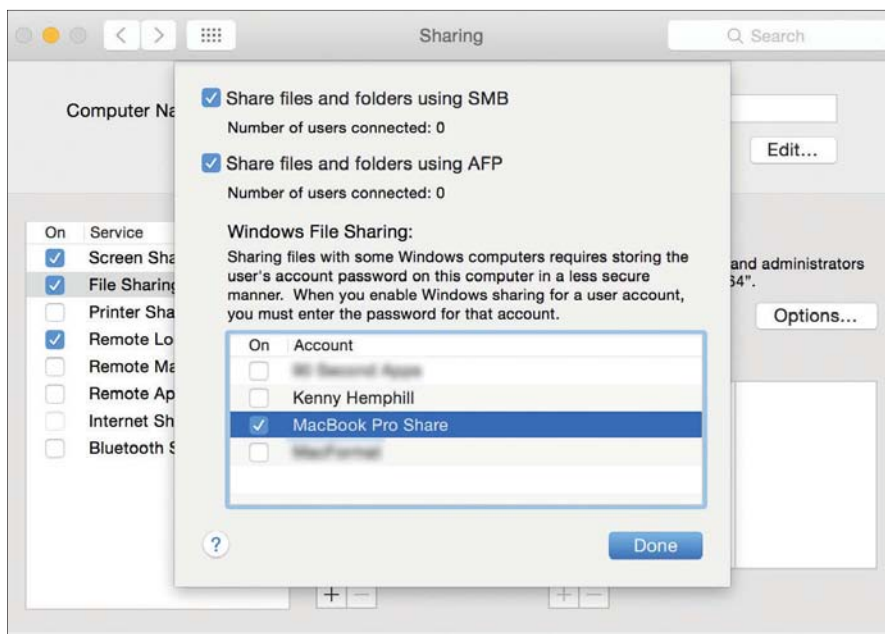 Sharing
Search
Computer Na
Edit...
Share files and folders using SMB
Number of users connected: 0
Share files and folders using AFP
Number of users connected: 0
Windows File Sharing:
Sharing files with some Windows computers requires storing the
user's account password on this computer in a less secure
manner. When you enable Windows sharing for a user account,
you must enter the password for that account.
On Account
Kenny Hemphill
MacBook Pro Share
? Done
On Service
Screen Sha
File Sharing
Printer Sha
Remote Lo
Remote Ma
Remote Ap
Internet Sh
Bluetooth S
and administrators
64".
Options...